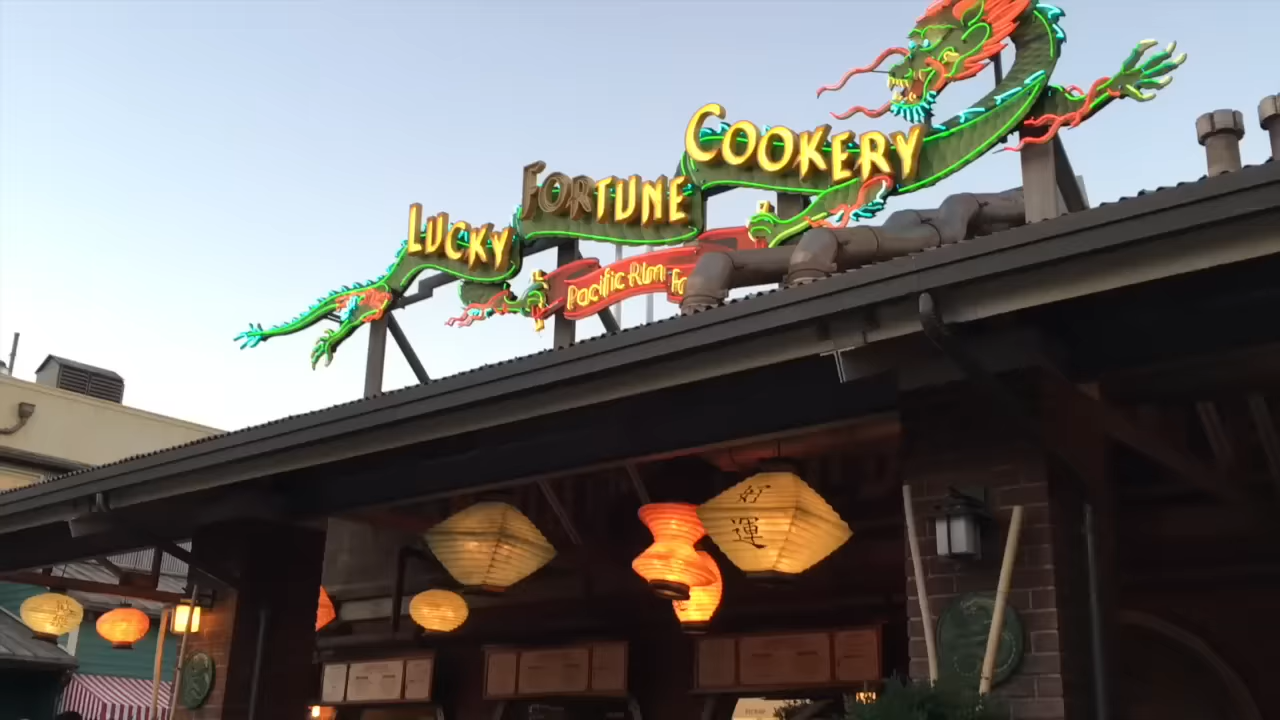 LUCKY
FORTUNE
COOKERY
Pacific Rim
好運